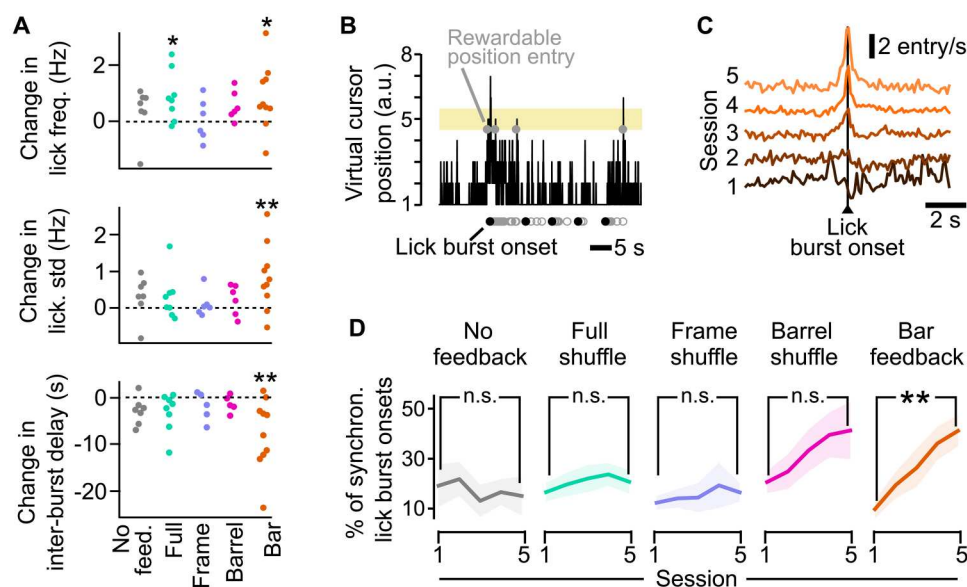 A
Change in
lick freq. (Hz)
2
0
*
*
Change in
lick. std (Hz)
2
1
0
**
Change in
inter-burst delay (s)
0
-10
-20
**
No
feed.
Full
Frame
Barrel
Bar
B
Virtual cursor
position (a.u.)
8
5
1
Rewardable
position entry
Lick burst onset
5 s
C
2 entry/s
Session
5
4
3
2
1
2 s
Lick
burst onset
D
% of synchron.
lick burst onsets
50
30
10
No
feedback
Full
shuffle
Frame
shuffle
Barrel
shuffle
Bar
feedback
n.s.
n.s.
n.s.
n.s.
**
1 5
1 5
1 5
1 5
1 5
Session